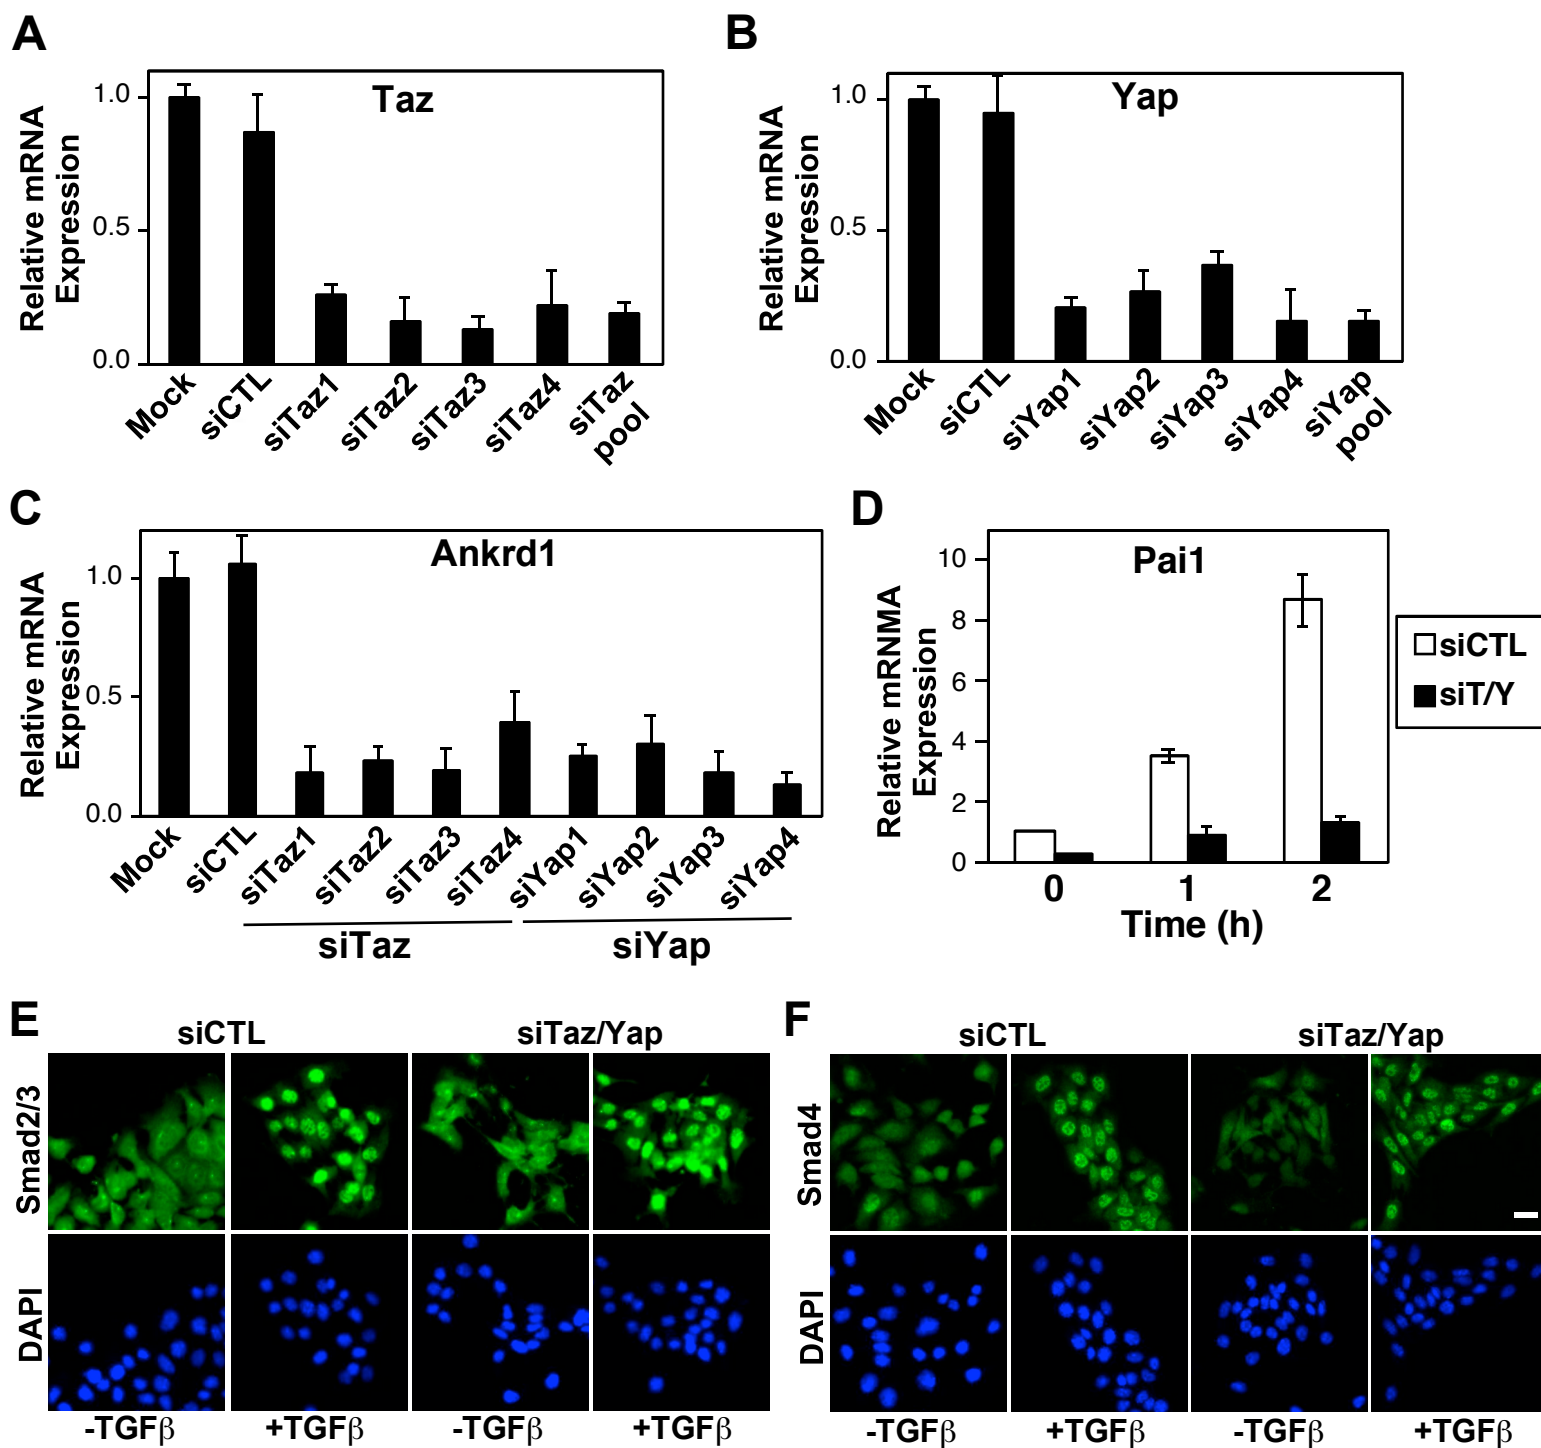 A
Taz
Relative mRNA
Expression
1.0
0.5
0.0
Mock
siCTL
siTaz1
siTaz2
siTaz3
siTaz4
siTaz
pool
B
Yap
Relative mRNA
Expression
1.0
0.5
0.0
Mock
siCTL
siYap1
siYap2
siYap3
siYap4
siYap
pool
C
Ankrd1
Relative mRNA
Expression
1.0
0.5
0.0
Mock
siCTL
siTaz1
siTaz2
siTaz3
siTaz4
siYap1
siYap2
siYap3
siYap4
siTaz
siYap
D
Pai1
Relative mRNMA
Expression
10
8
6
4
2
0
0
1
2
Time (h)
siCTL
siT/Y
E
siCTL
siTaz/Yap
Smad2/3
DAPI
-TGFβ
+TGFβ
-TGFβ
+TGFβ
F
siCTL
siTaz/Yap
Smad4
DAPI
-TGFβ
+TGFβ
-TGFβ
+TGFβ